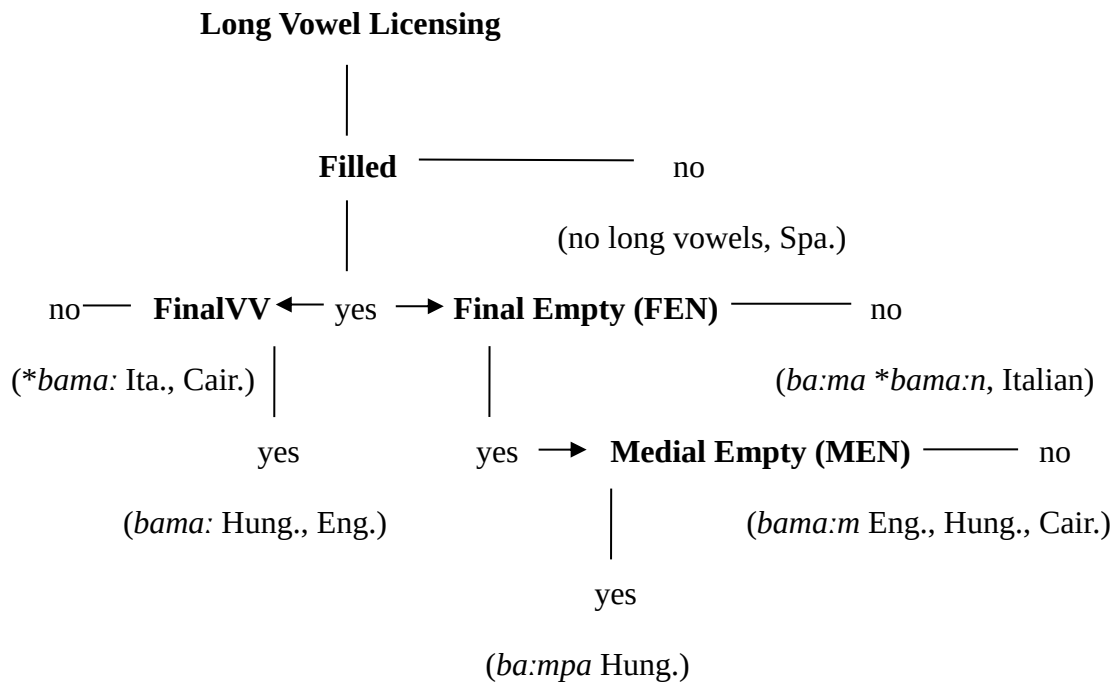 Long Vowel Licensing
Filled no
(no long vowels, Spa.)
no FinalVV yes Final Empty (FEN) no
(*bama: Ita., Cair.) (ba:ma *bama:n, Italian)
yes yes Medial Empty (MEN) no
(bama: Hung., Eng.) (bama:m Eng., Hung., Cair.)
yes
(ba:mpa Hung.)